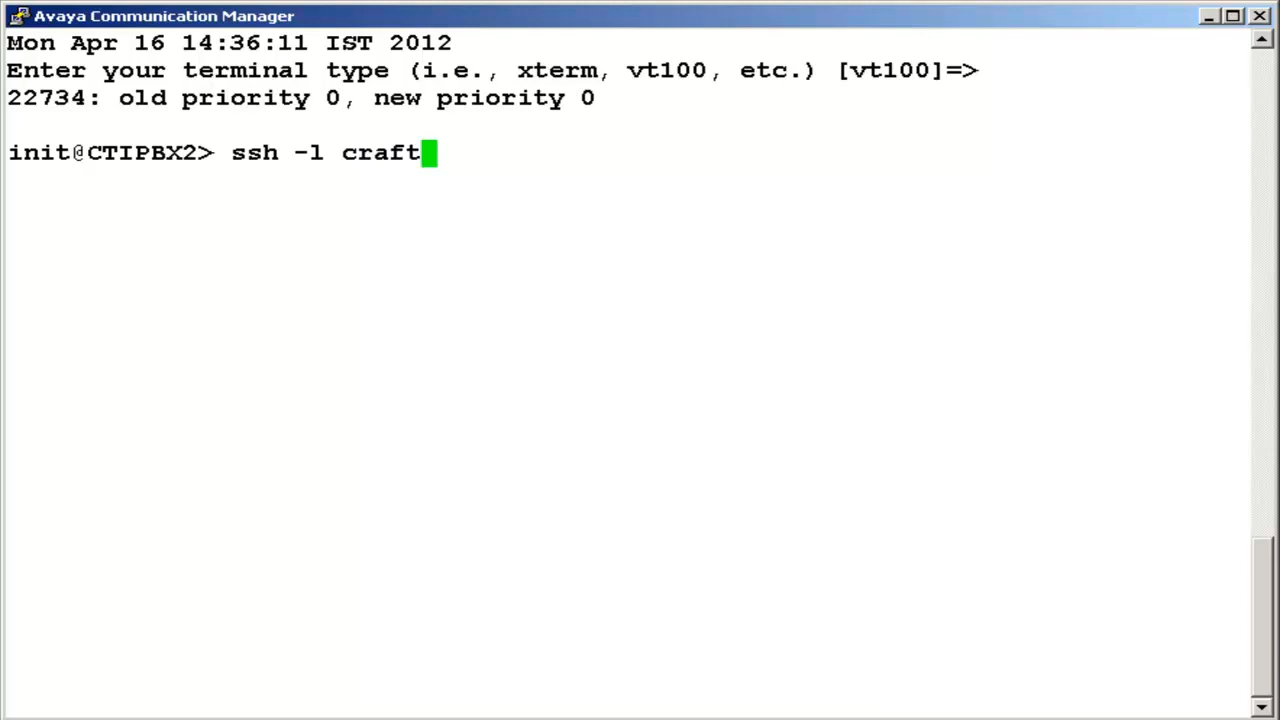 Avaya Communication Manager
Mon Apr 16 14:36:11 IST 2012
Enter your terminal type (i.e., xterm, vt100, etc.) [vt100]=>
22734: old priority 0, new priority 0
init@CTIPBX2> ssh -l craft